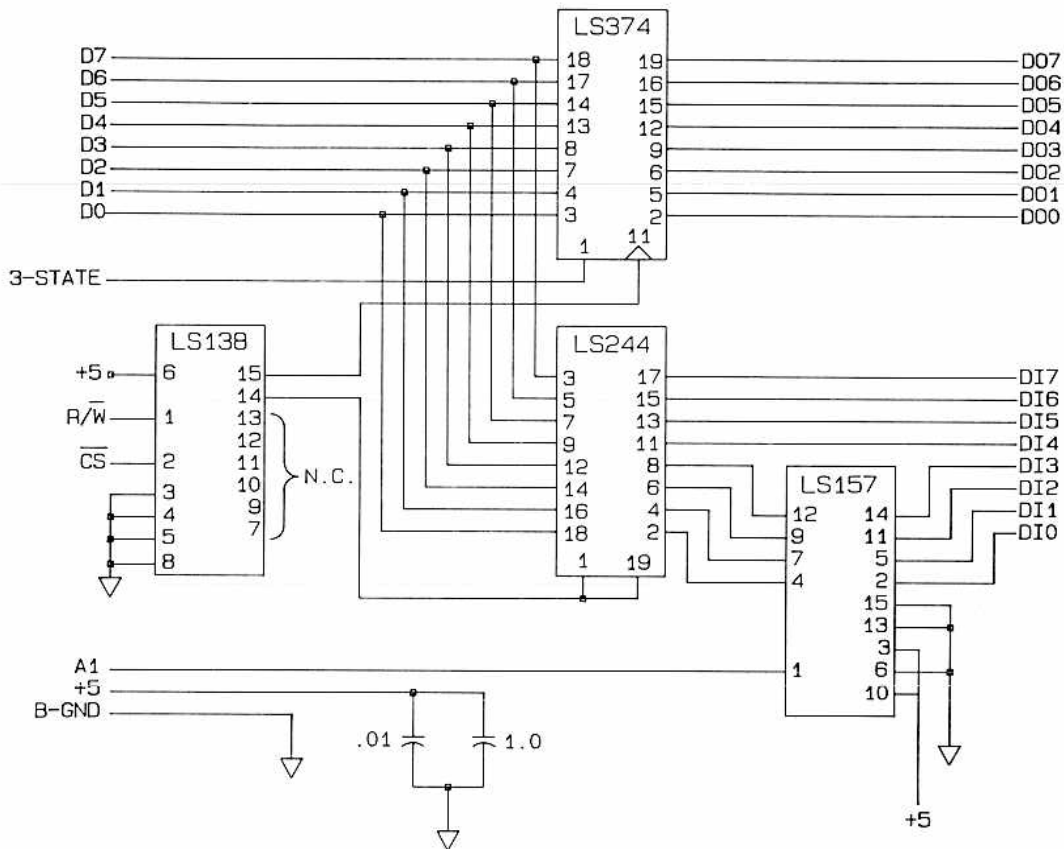 LS374
D7 18 19 DO7
D6 17 16 DO6
D5 14 15 DO5
D4 13 12 DO4
D3 8 9 DO3
D2 7 6 DO2
D1 4 5 DO1
D0 3 2 DO0
1 11
3-STATE
LS138
+5 6 15
14
R/W̅ 1 13
12
C̅S̅ 2 11
3 10
4 9
5 7
8
N.C.
LS244
3 17 DI7
5 15 DI6
7 13 DI5
9 11 DI4
12 8 DI3
14 6 DI2
16 4 DI1
18 2 DI0
1 19
LS157
12 14
9 11
7 5
4 2
15
13
3
1 6
10
+5
A1
+5
B-GND
.01 1.0